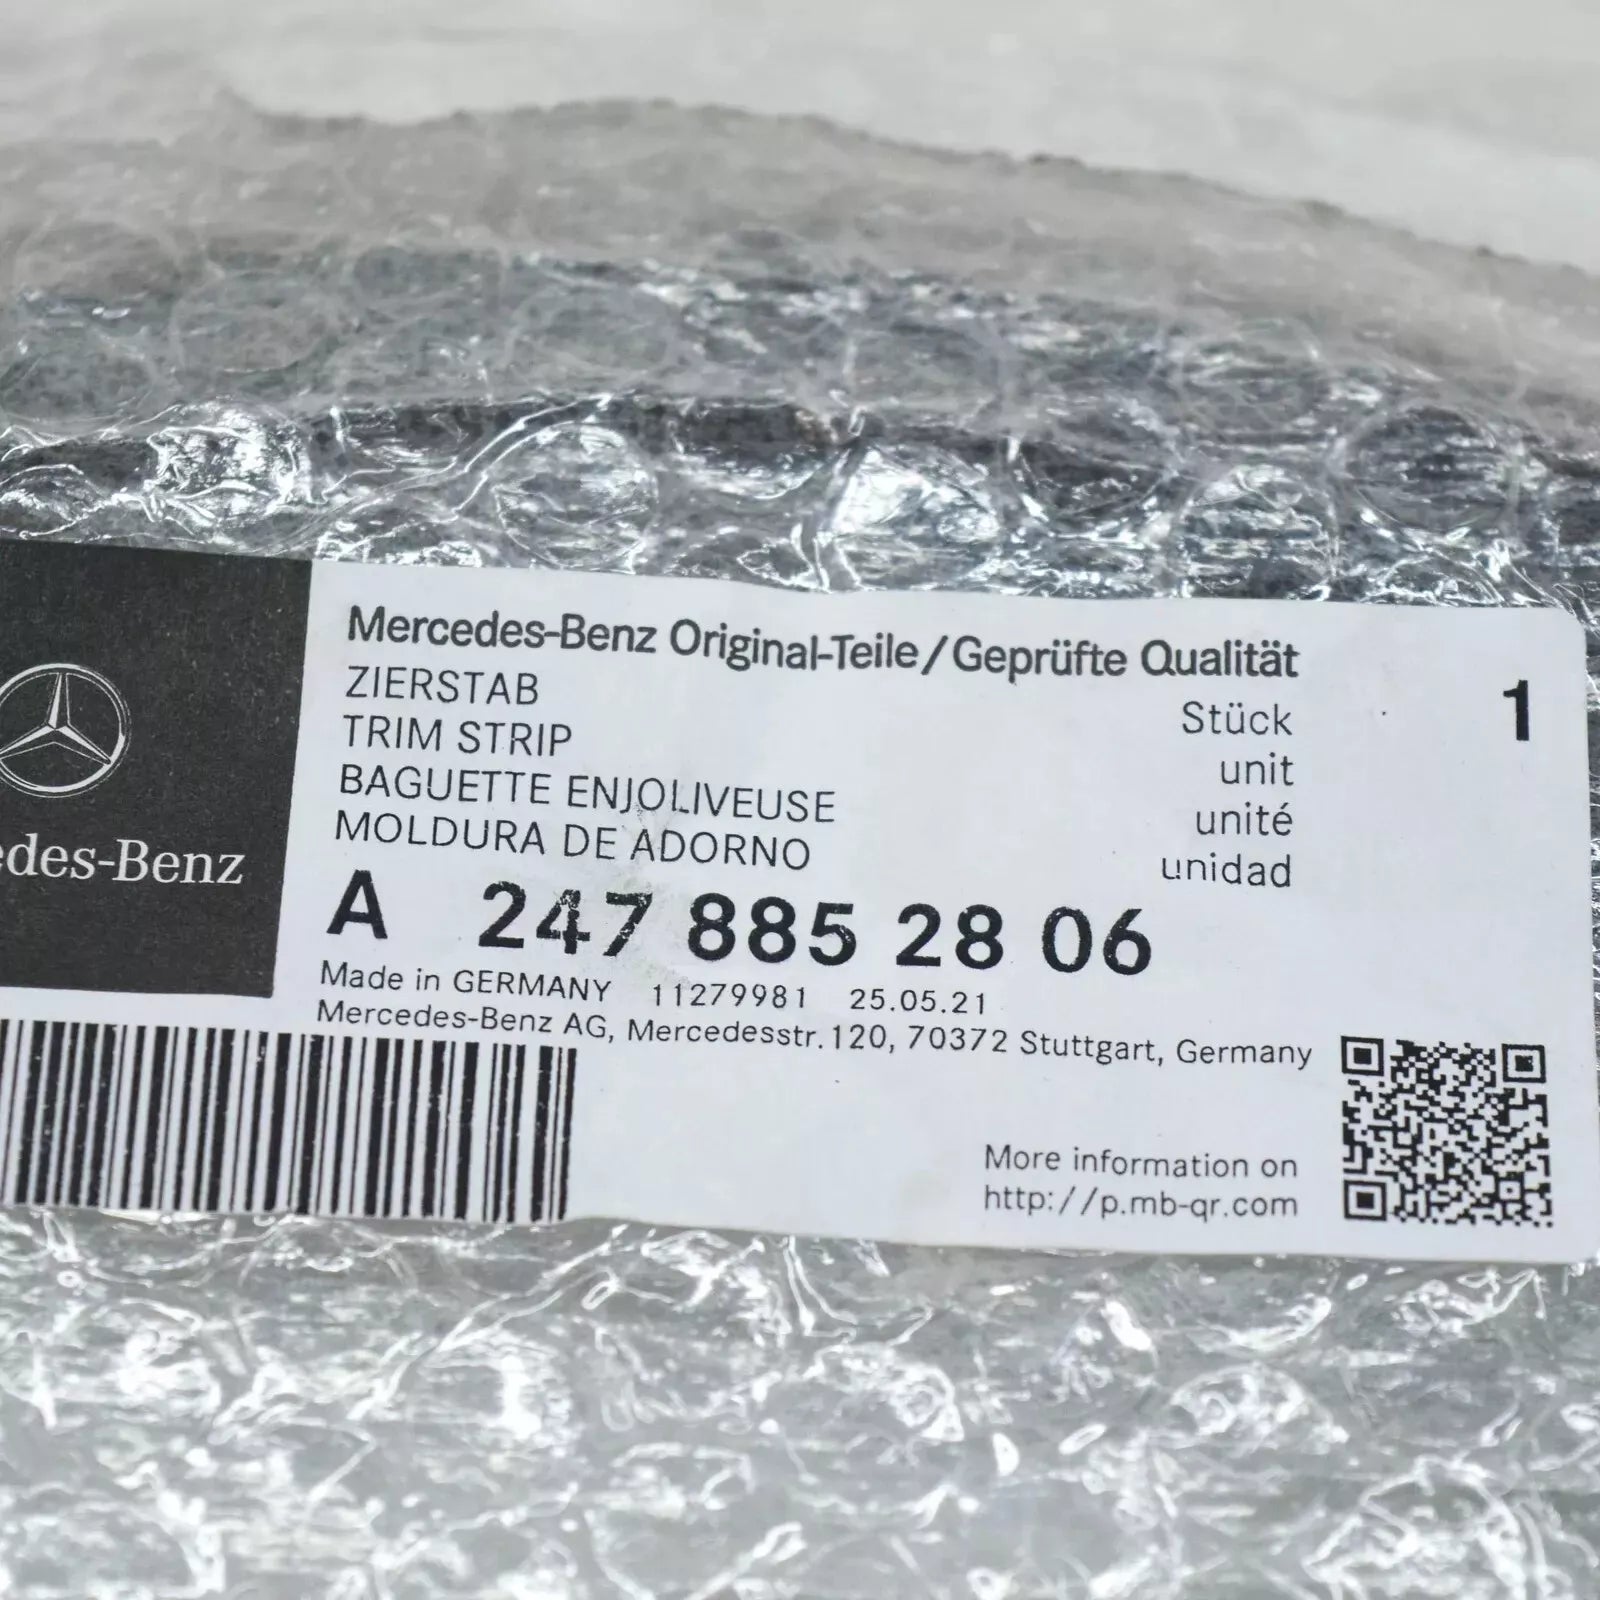 Mercedes-Benz Original-Teile/Geprüfte Qualität
ZIERSTAB
TRIM STRIP
BAGUETTE ENJOLIVEUSE
MOLDURA DE ADORNO
Stück
unit
unité
unidad
1
edes-Benz
A 247 885 28 06
Made in GERMANY 11279981 25.05.21
Mercedes-Benz AG, Mercedesstr.120, 70372 Stuttgart, Germany
More information on
http://p.mb-qr.com